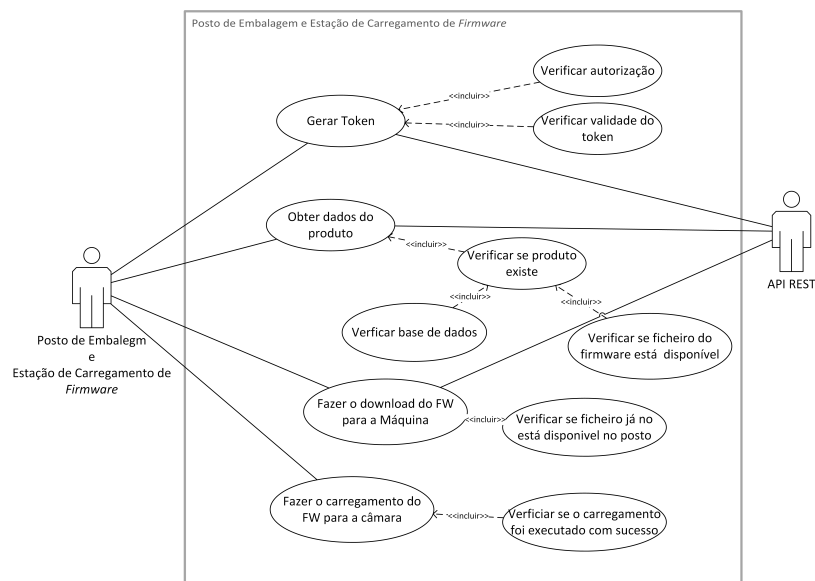 Posto de Embalagem e Estação de Carregamento de Firmware
Verificar autorização
<<incluir>>
Gerar Token
<<incluir>>
Verificar validade do
token
Obter dados do
produto
<<incluir>>
Verificar se produto
existe
<<incluir>>
<<incluir>>
Verficar base de dados
Verificar se ficheiro do
firmware está disponível
API REST
Posto de Embalegm
e
Estação de Carregamento de
Firmware
Fazer o download do FW
para a Máquina
<<incluir>>
Verificar se ficheiro já no
está disponivel no posto
Fazer o carregamento do
FW para a câmara
<<incluir>>
Verficiar se o carregamento
foi executado com sucesso